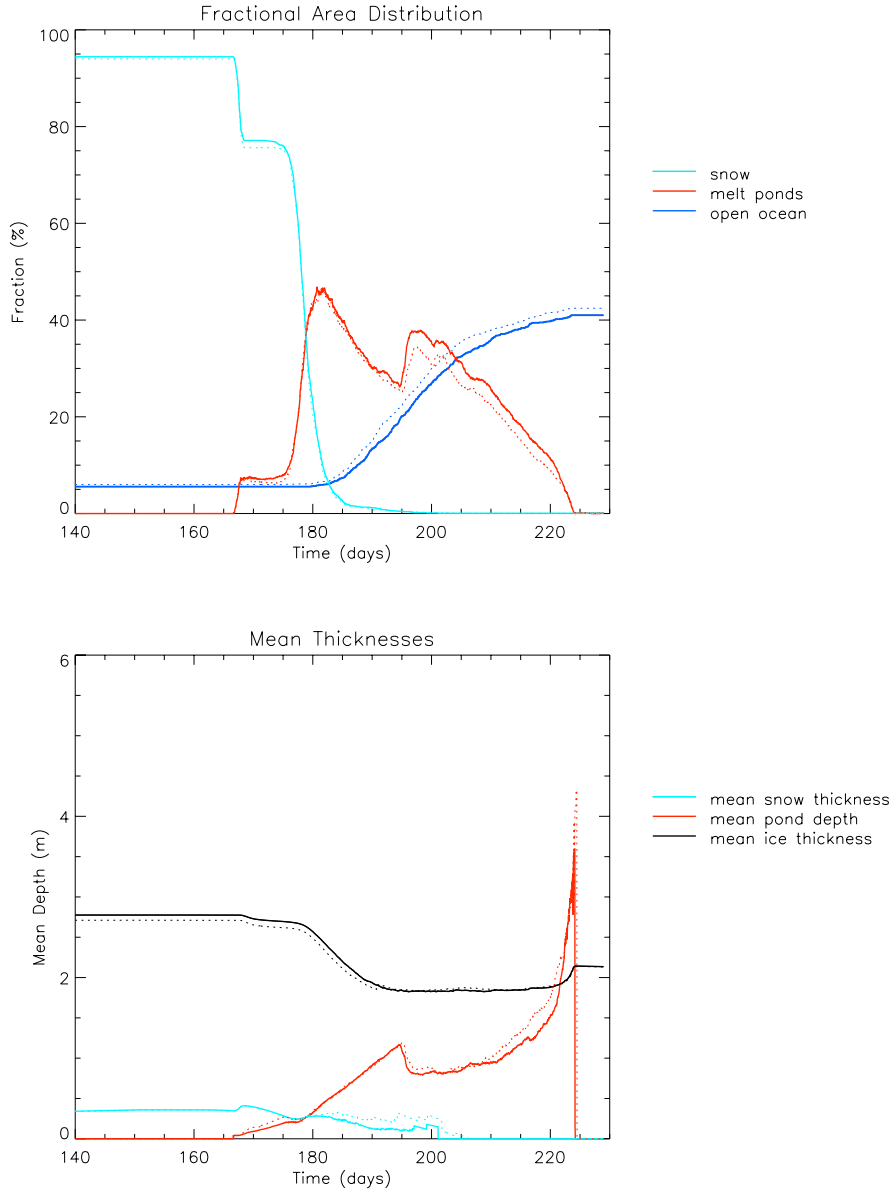 Fractional Area Distribution
100
80
60
40
20
0
Fraction (%)
140
160
180
200
220
Time (days)
snow
melt ponds
open ocean
Mean Thicknesses
6
4
2
0
Mean Depth (m)
140
160
180
200
220
Time (days)
mean snow thickness
mean pond depth
mean ice thickness